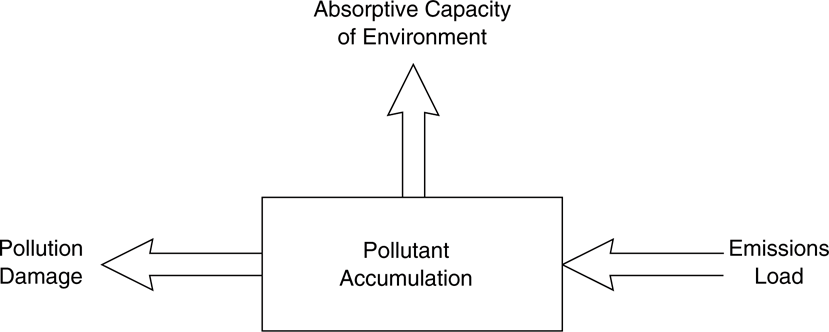 Absorptive Capacity
of Environment
Pollution
Damage
Pollutant
Accumulation
Emissions
Load